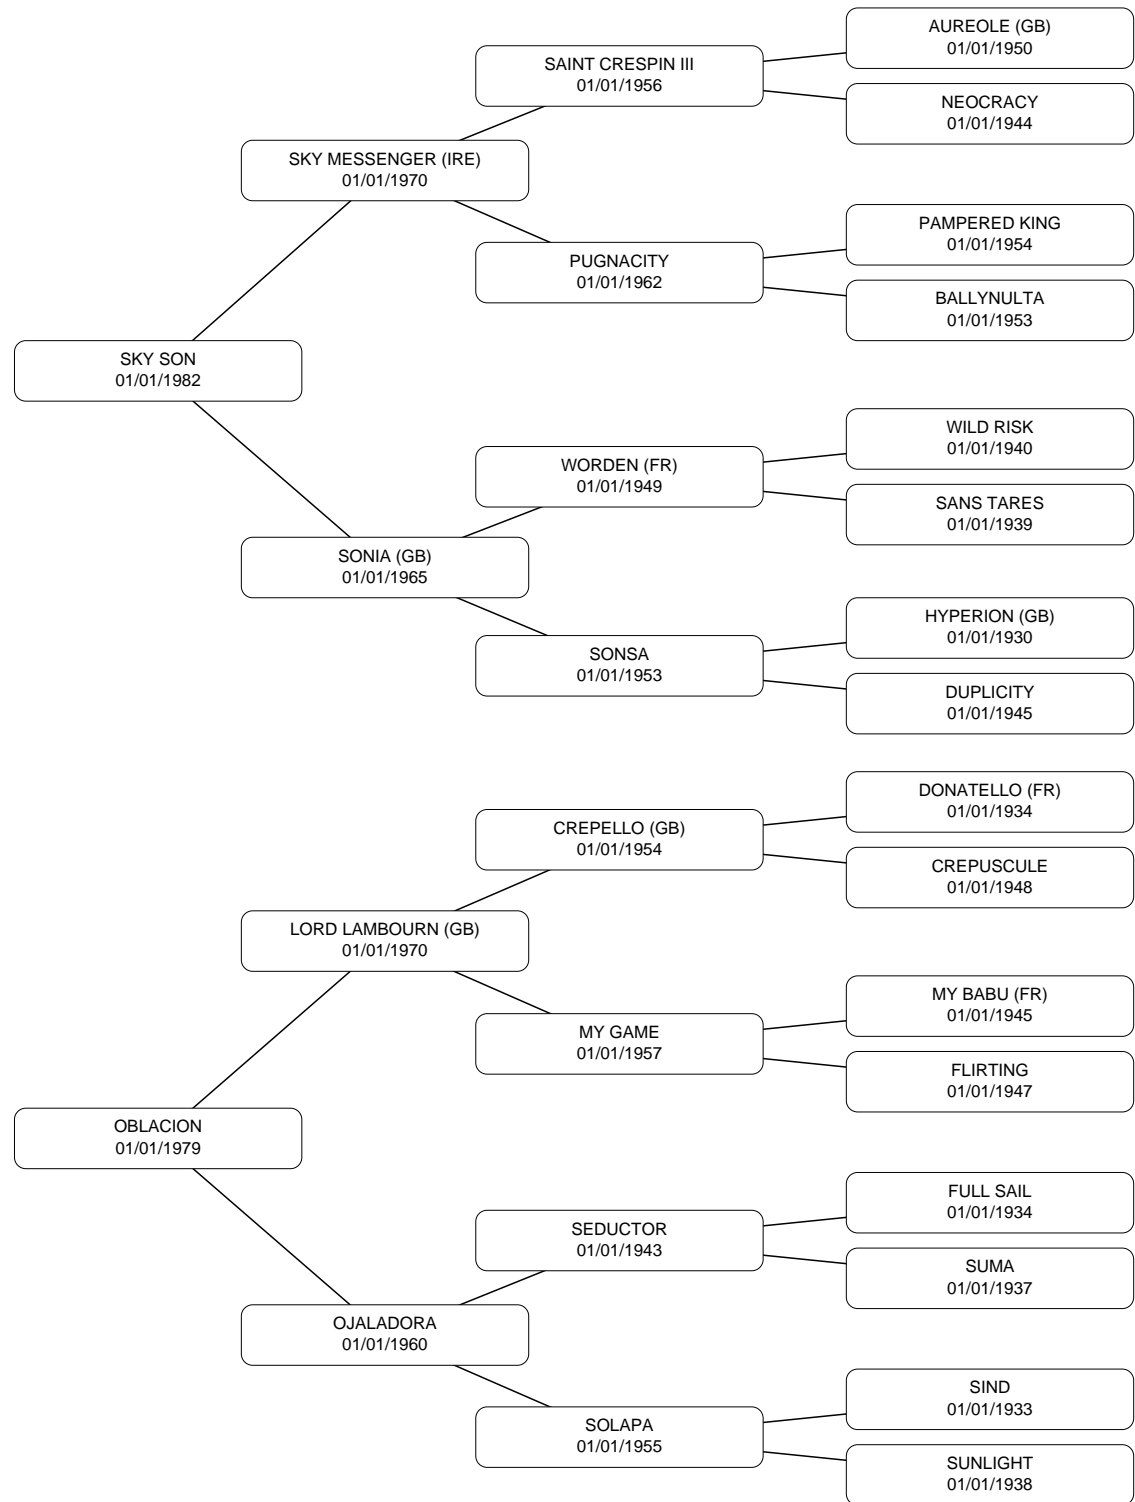 AUREOLE (GB)
01/01/1950
SAINT CRESPIN III
01/01/1956
NEOCRACY
01/01/1944
SKY MESSENGER (IRE)
01/01/1970
PAMPERED KING
01/01/1954
PUGNACITY
01/01/1962
BALLYNULTA
01/01/1953
SKY SON
01/01/1982
WILD RISK
01/01/1940
WORDEN (FR)
01/01/1949
SANS TARES
01/01/1939
SONIA (GB)
01/01/1965
HYPERION (GB)
01/01/1930
SONSA
01/01/1953
DUPLICITY
01/01/1945
DONATELLO (FR)
01/01/1934
CREPELLO (GB)
01/01/1954
CREPUSCULE
01/01/1948
LORD LAMBOURN (GB)
01/01/1970
MY BABU (FR)
01/01/1945
MY GAME
01/01/1957
FLIRTING
01/01/1947
OBLACION
01/01/1979
FULL SAIL
01/01/1934
SEDUCTOR
01/01/1943
SUMA
01/01/1937
OJALADORA
01/01/1960
SIND
01/01/1933
SOLAPA
01/01/1955
SUNLIGHT
01/01/1938